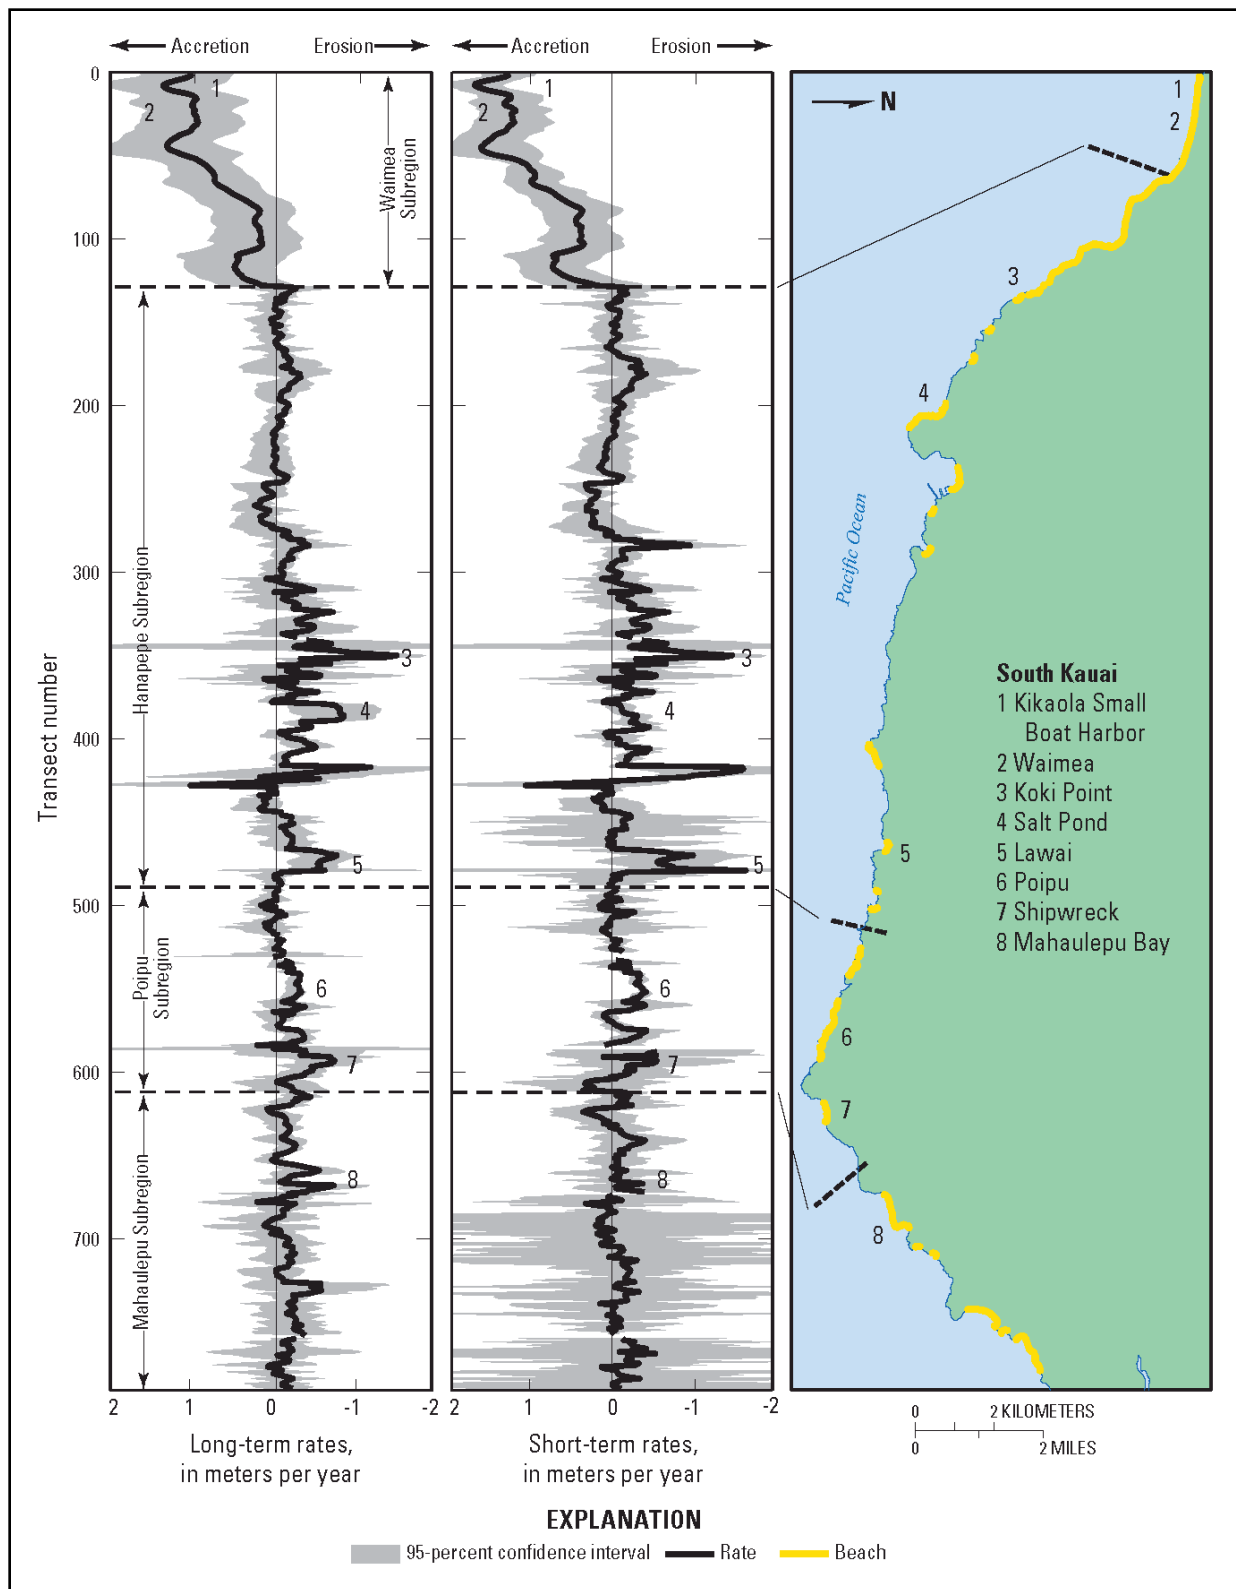 Accretion Erosion
Accretion Erosion
0
100
200
300
400
500
600
700
Transect number
Waimea
Subregion
Hanapepe Subregion
Poipu
Subregion
Mahaulepu Subregion
1
2
3
4
5
6
7
8
2 1 0 -1 -2
Long-term rates,
in meters per year
1
2
3
4
5
6
7
8
2 1 0 -1 -2
Short-term rates,
in meters per year
N
1
2
3
4
5
6
7
8
Pacific Ocean
South Kauai
1 Kikaola Small
Boat Harbor
2 Waimea
3 Koki Point
4 Salt Pond
5 Lawai
6 Poipu
7 Shipwreck
8 Mahaulepu Bay
0 2 KILOMETERS
0 2 MILES
EXPLANATION
95-percent confidence interval Rate Beach